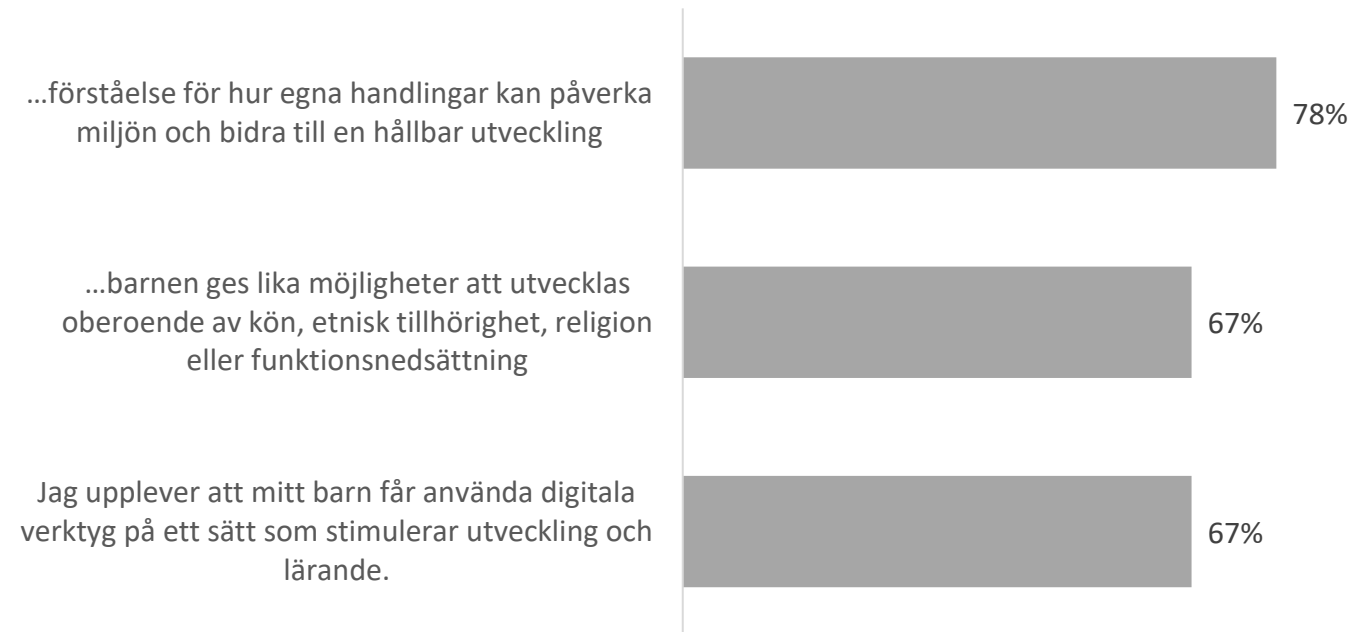 …förståelse för hur egna handlingar kan påverka
miljön och bidra till en hållbar utveckling
78%
…barnen ges lika möjligheter att utvecklas
oberoende av kön, etnisk tillhörighet, religion
eller funktionsnedsättning
67%
Jag upplever att mitt barn får använda digitala
verktyg på ett sätt som stimulerar utveckling och
lärande.
67%